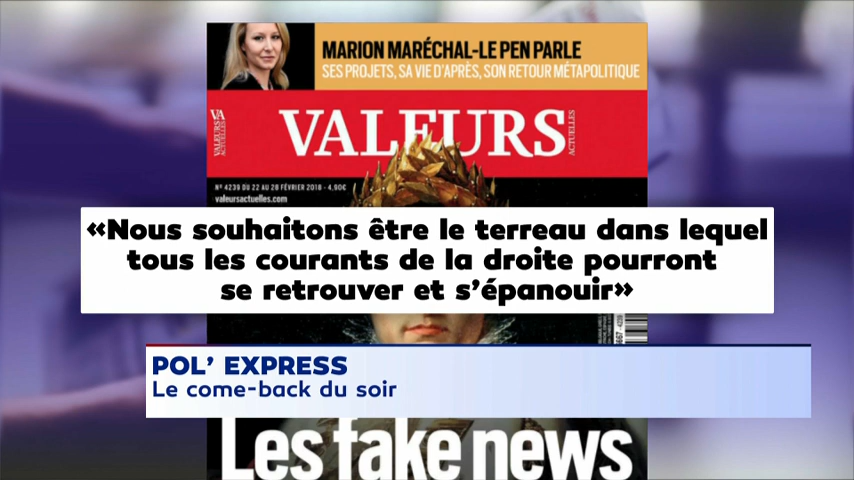 MARION MARÉCHAL-LE PEN PARLE
SES PROJETS, SA VIE D'APRÈS, SON RETOUR MÉTAPOLITIQUE
VA
VALEURS
ACTUELLES
VALEURS
ACTUELLES
N° 4239 DU 22 AU 28 FÉVRIER 2018 - 4,90€
valeursactuelles.com
«Nous souhaitons être le terreau dans lequel
tous les courants de la droite pourront
se retrouver et s'épanouir»
POL' EXPRESS
Le come-back du soir
Les fake news